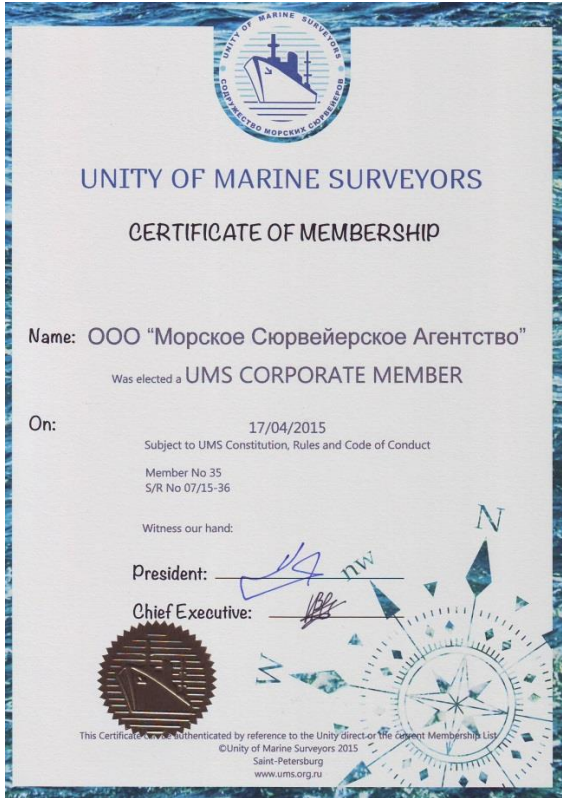 UNITY OF MARINE SURVEYORS
СОДРУЖЕСТВО МОРСКИХ СЮРВЕЙЕРОВ
UNITY OF MARINE SURVEYORS
CERTIFICATE OF MEMBERSHIP
Name: ООО “Морское Сюрвейерское Агентство”
Was elected a UMS CORPORATE MEMBER
On: 17/04/2015
Subject to UMS Constitution, Rules and Code of Conduct
Member No 35
S/R No 07/15-36
Witness our hand:
N
nw
President:
Chief Executive:
W
This Certificate can be authenticated by reference to the Unity direct or the current Membership List
©Unity of Marine Surveyors 2015
Saint-Petersburg
www.ums.org.ru